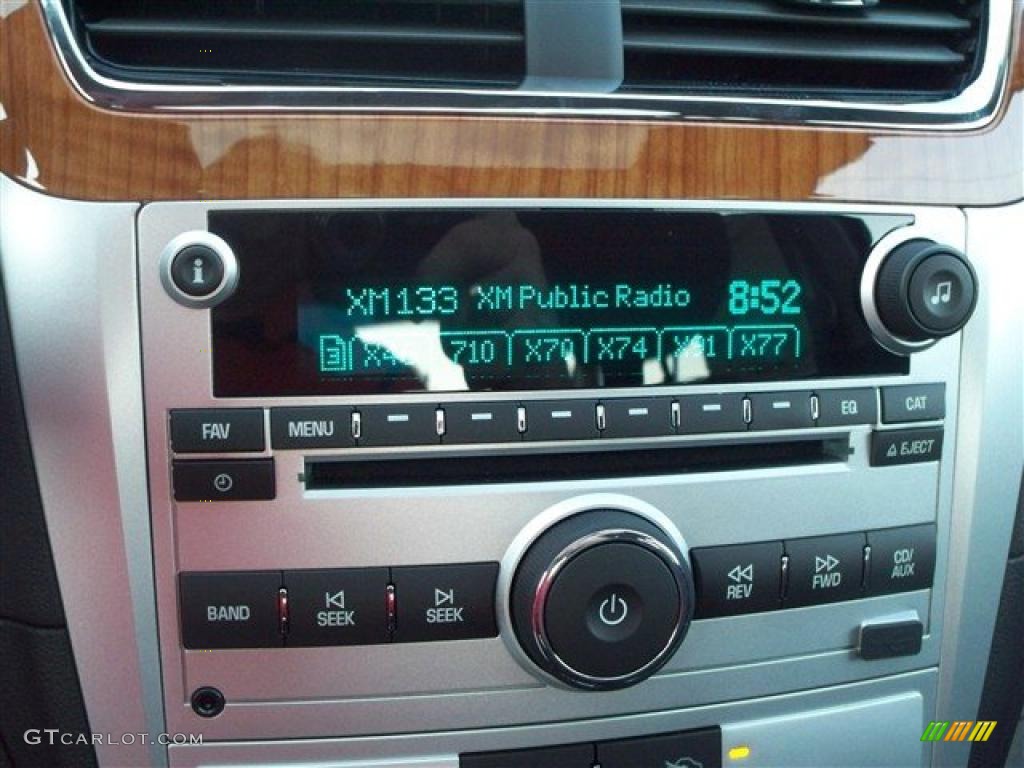 i
XM133 XM Public Radio 8:52
3 710 X70 X74 X77
FAV MENU EQ CAT
EJECT
BAND SEEK SEEK REV FWD CD/
AUX
GTCARLOT.COM